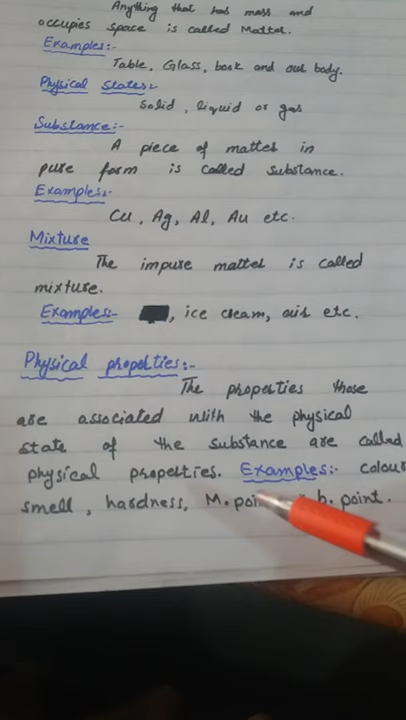 Anything that has mass and
occupies space is called Matter.
Examples:-
Table, Glass, book and our body.
Physical states:-
Solid, liquid or gas
Substance:-
A piece of matter in
pure form is called substance.
Examples:-
Cu, Ag, Al, Au etc.
Mixture
The impure matter is called
mixture.
Examples:- , ice cream, air etc.
Physical properties:-
The properties those
are associated with the physical
state of the substance are called
physical properties. Examples:- colour
smell, hardness, M. poin b. point.